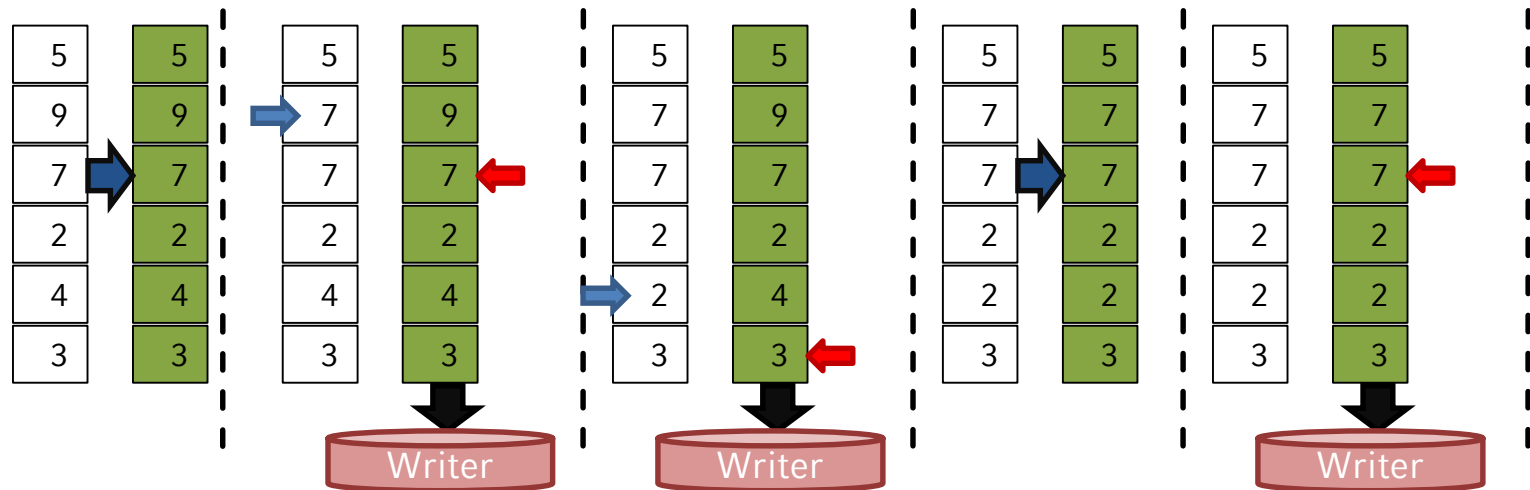 5 5 5 5 5 5 5 5 5 5
9 9 7 9 7 9 7 7 7 7
7 7 7 7 7 7 7 7 7 7
2 2 2 2 2 2 2 2 2 2
4 4 4 4 2 4 2 2 2 2
3 3 3 3 3 3 3 3 3 3
Writer Writer Writer